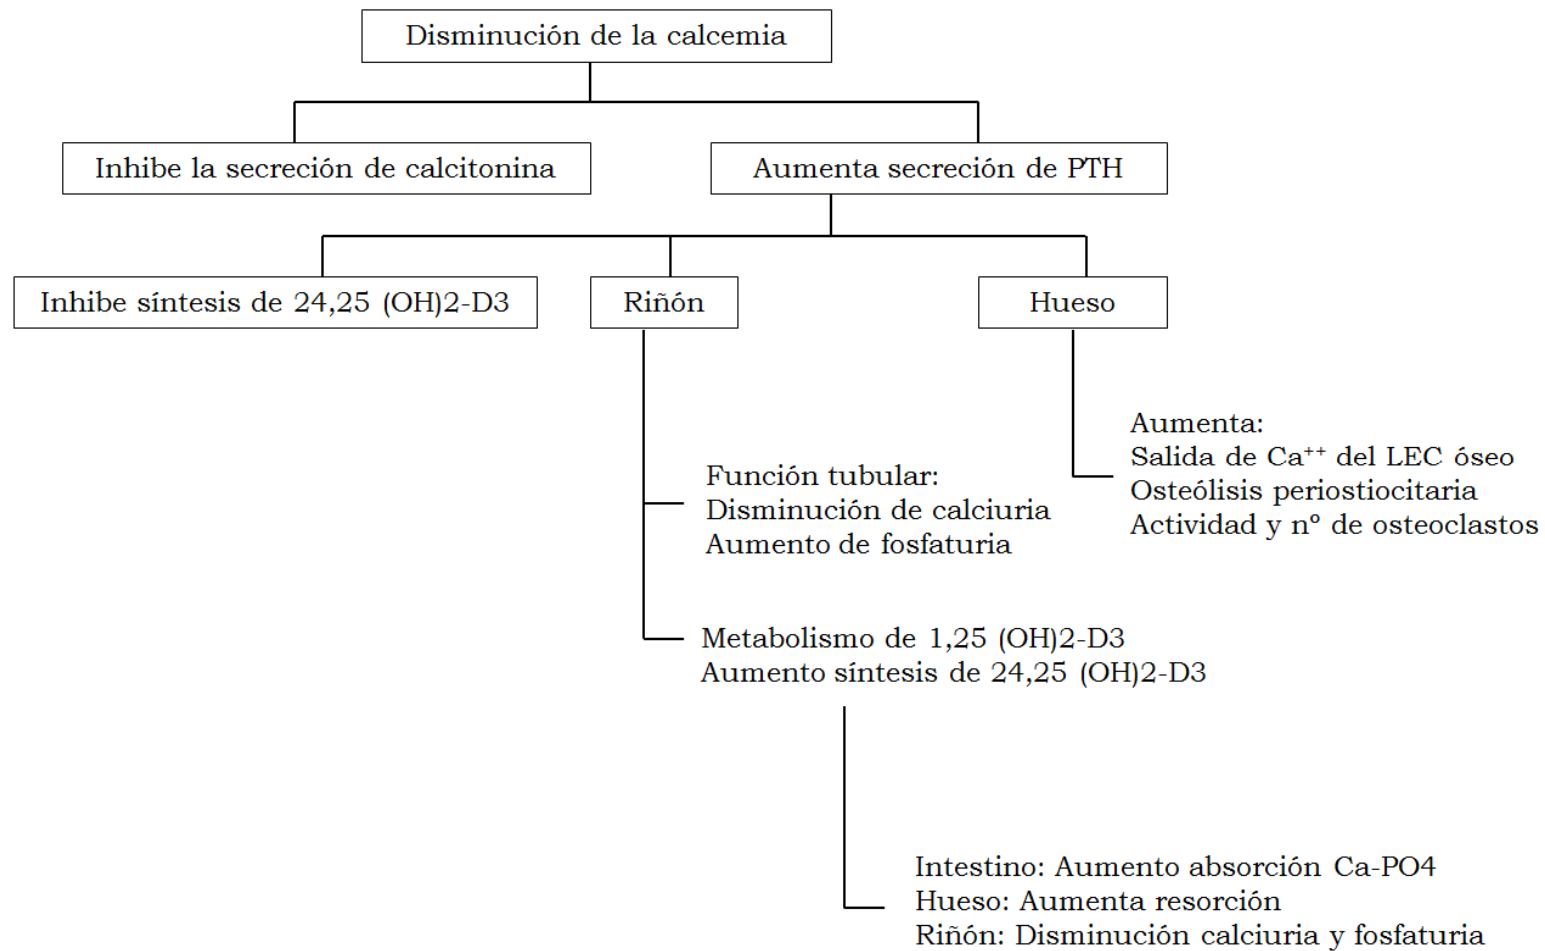 Disminución de la calcemia
Inhibe la secreción de calcitonina
Aumenta secreción de PTH
Inhibe síntesis de 24,25 (OH)2-D3
Riñón
Hueso
Aumenta:
Salida de Ca⁺⁺ del LEC óseo
Osteólisis periostiocitaria
Actividad y nº de osteoclastos
Función tubular:
Disminución de calciuria
Aumento de fosfaturia
Metabolismo de 1,25 (OH)2-D3
Aumento síntesis de 24,25 (OH)2-D3
Intestino: Aumento absorción Ca-PO4
Hueso: Aumenta resorción
Riñón: Disminución calciuria y fosfaturia